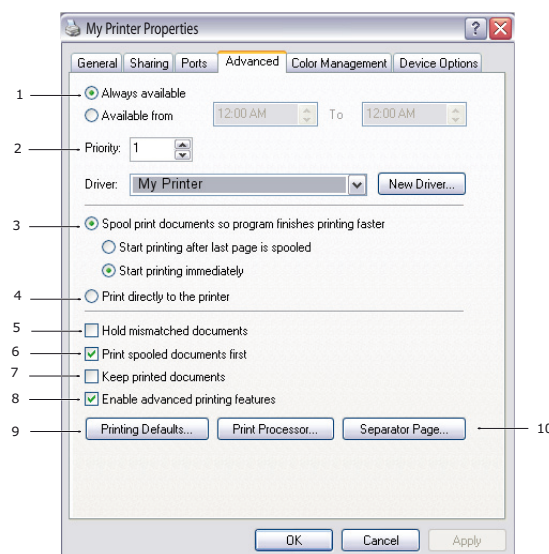 My Printer Properties
General Sharing Ports Advanced Color Management Device Options
1 Always available
Available from 12:00 AM To 12:00 AM
2 Priority: 1
Driver: My Printer New Driver...
3 Spool print documents so program finishes printing faster
Start printing after last page is spooled
Start printing immediately
4 Print directly to the printer
5 Hold mismatched documents
6 Print spooled documents first
7 Keep printed documents
8 Enable advanced printing features
9 Printing Defaults... Print Processor... Separator Page... 10
OK Cancel Apply